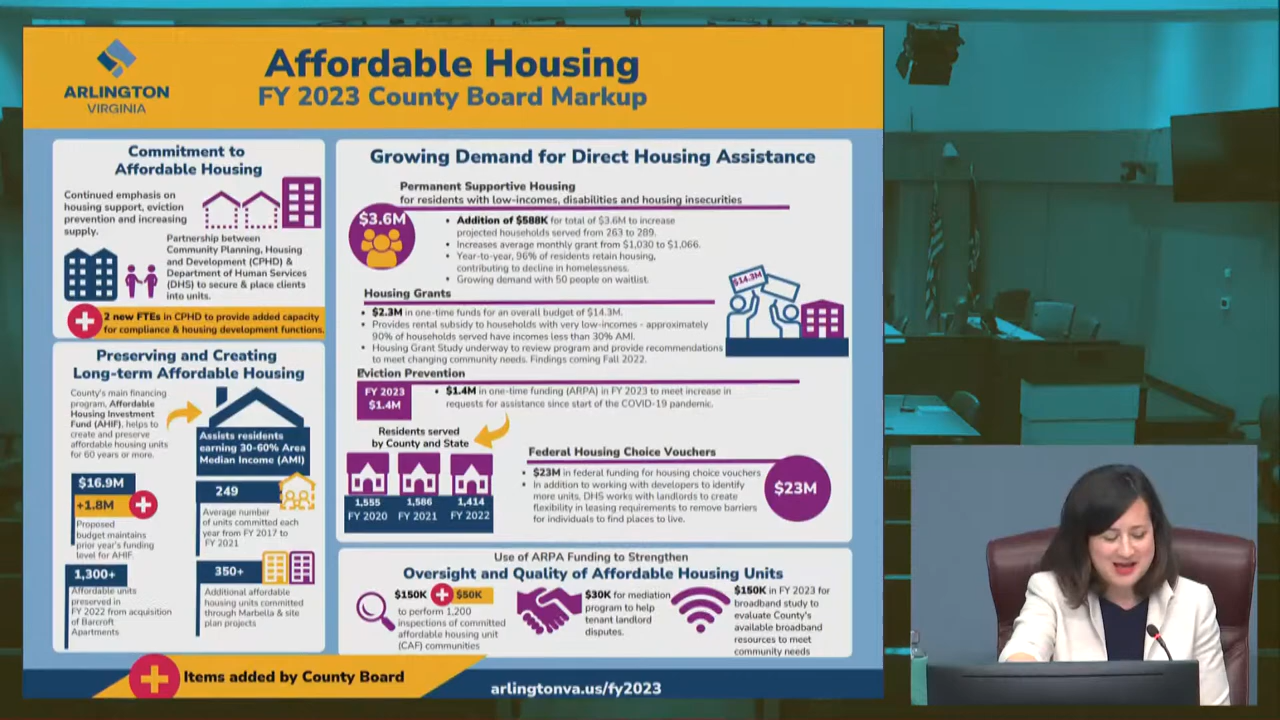 ARLINGTON
VIRGINIA
Affordable Housing
FY 2023 County Board Markup
Commitment to
Affordable Housing
Continued emphasis on
housing support, eviction
prevention and increasing
supply.
Partnership between
Community Planning, Housing
and Development (CPHD) &
Department of Human Services
(DHS) to secure & place clients
into units.
2 new FTEs in CPHD to provide added capacity
for compliance & housing development functions.
Preserving and Creating
Long-term Affordable Housing
County's main financing
program, Affordable
Housing Investment
Fund (AHIF), helps to
create and preserve
affordable housing units
for 60 years or more.
Assists residents
earning 30-60% Area
Median Income (AMI)
$16.9M
+1.8M
Proposed
budget maintains
prior year's funding
level for AHIF.
249
Average number
of units committed each
year from FY 2017 to
FY 2021
1,300+
Affordable units
preserved in
FY 2022 from acquisition
of Barcroft
Apartments
350+
Additional affordable
housing units committed
through Marbella & site
plan projects
Growing Demand for Direct Housing Assistance
Permanent Supportive Housing
for residents with low-incomes, disabilities and housing insecurities
$3.6M
• Addition of $588K for total of $3.6M to increase
projected households served from 263 to 289.
• Increases average monthly grant from $1,030 to $1,066.
• Year-to-year, 96% of residents retain housing,
contributing to decline in homelessness.
• Growing demand with 50 people on waitlist.
Housing Grants
• $2.3M in one-time funds for an overall budget of $14.3M.
• Provides rental subsidy to households with very low-incomes - approximately
90% of households served have incomes less than 30% AMI.
• Housing Grant Study underway to review program and provide recommendations
to meet changing community needs. Findings coming Fall 2022.
$14.3M
Eviction Prevention
FY 2023
$1.4M
• $1.4M in one-time funding (ARPA) in FY 2023 to meet increase in
requests for assistance since start of the COVID-19 pandemic.
Residents served
by County and State
1,555
FY 2020
1,586
FY 2021
1,414
FY 2022
Federal Housing Choice Vouchers
• $23M in federal funding for housing choice vouchers
• In addition to working with developers to identify
more units, DHS works with landlords to create
flexibility in leasing requirements to remove barriers
for individuals to find places to live.
$23M
Use of ARPA Funding to Strengthen
Oversight and Quality of Affordable Housing Units
$150K
$50K
to perform 1,200
inspections of committed
affordable housing unit
(CAF) communities
$30K for mediation
program to help
tenant landlord
disputes.
$150K in FY 2023 for
broadband study to
evaluate County's
available broadband
resources to meet
community needs
Items added by County Board
arlingtonva.us/fy2023